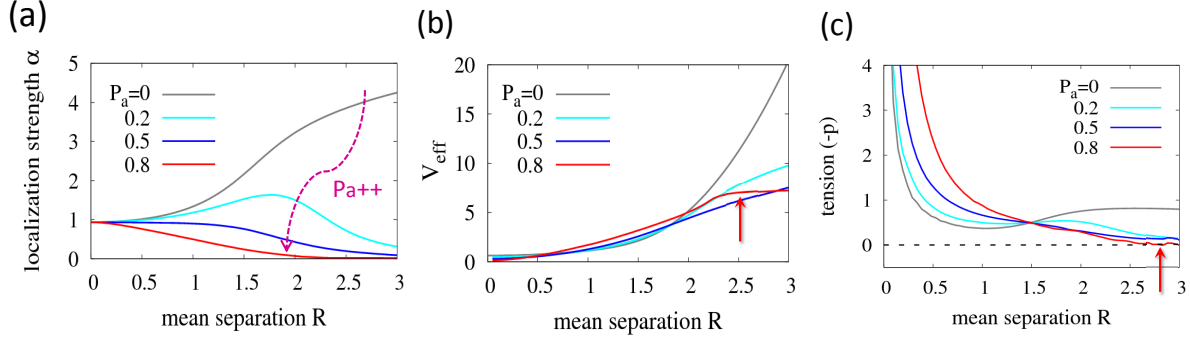 (a)
localization strength α
5
4
3
2
1
0
Pa=0
0.2
0.5
0.8
Pa++
0 0.5 1 1.5 2 2.5 3
mean separation R
(b)
Veff
20
15
10
5
0
Pa=0
0.2
0.5
0.8
0 0.5 1 1.5 2 2.5 3
mean separation R
(c)
tension (-p)
4
3
2
1
0
Pa=0
0.2
0.5
0.8
0 0.5 1 1.5 2 2.5 3
mean separation R